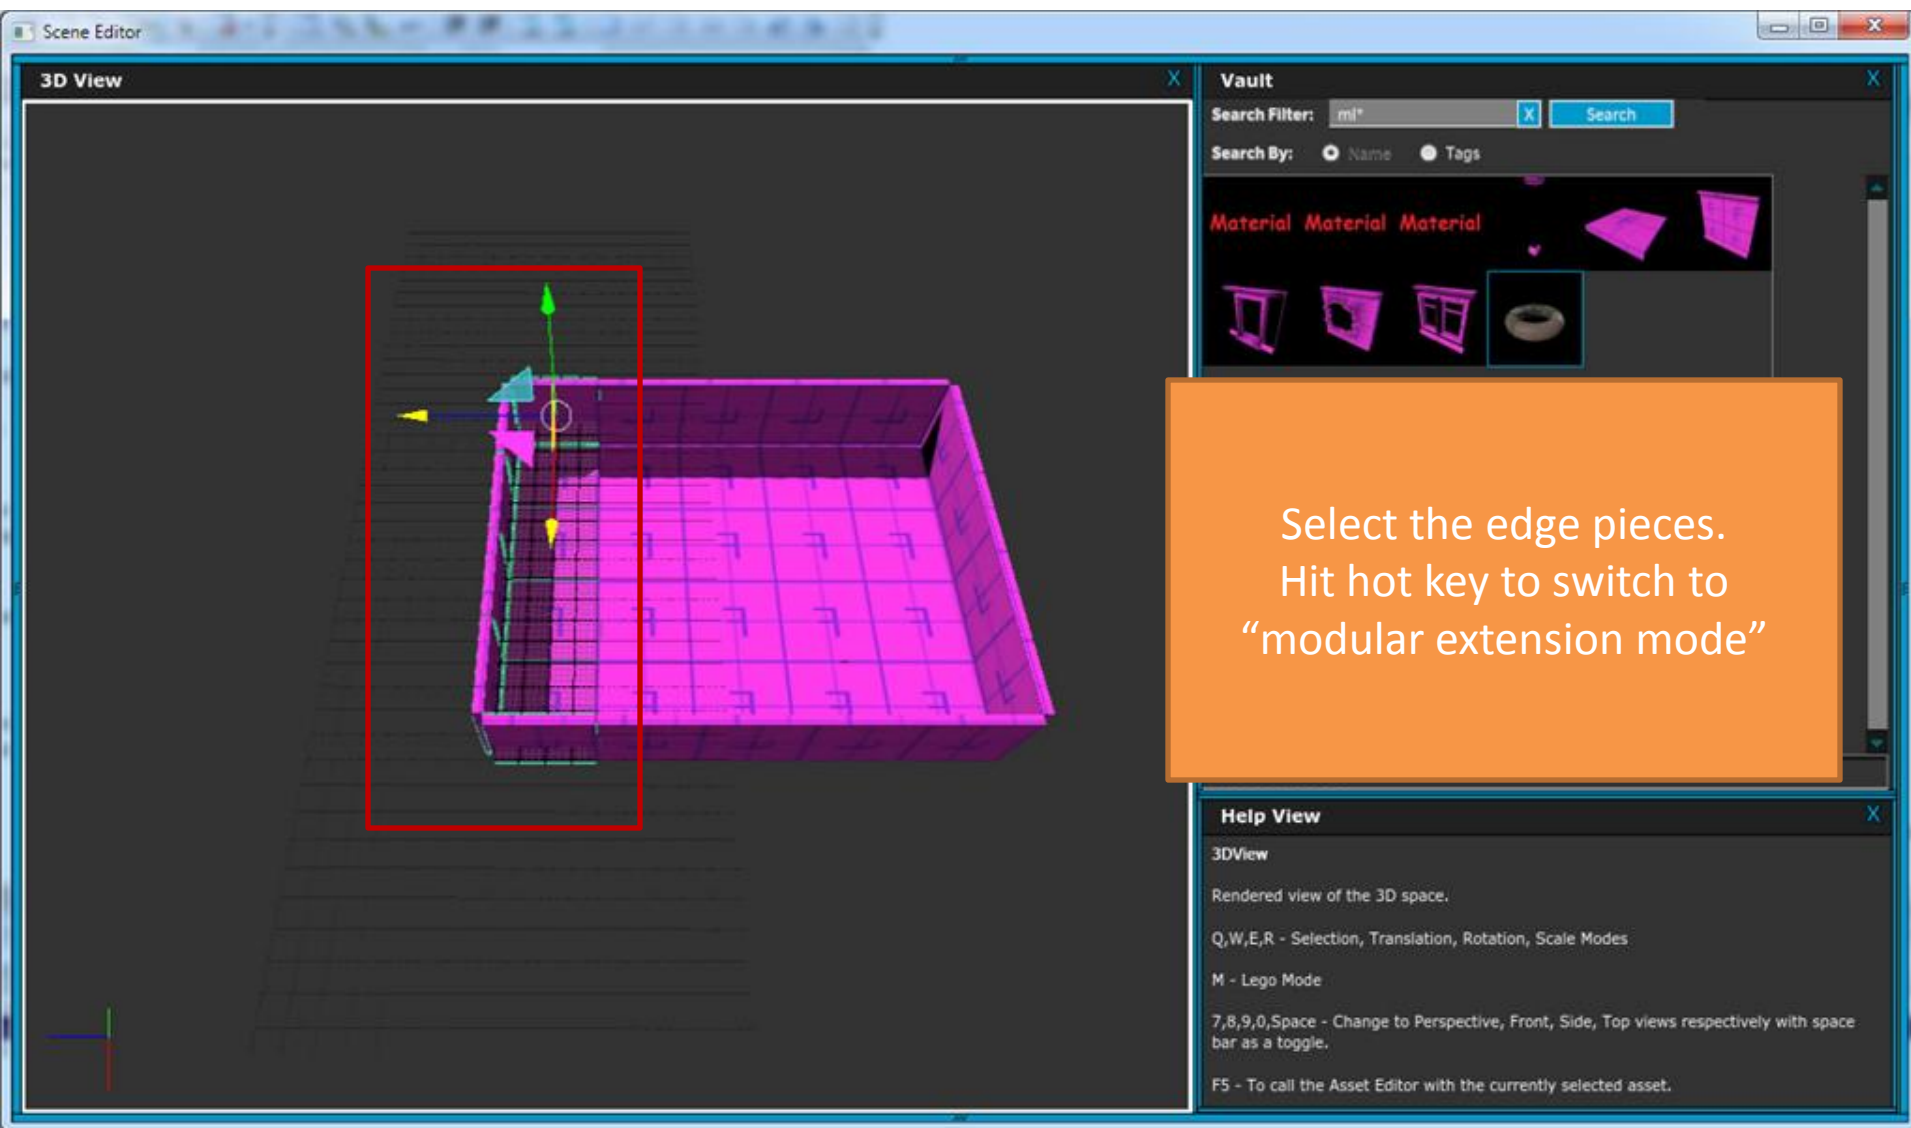 Scene Editor
3D View
X
Vault
X
Search Filter: ml* X Search
Search By: Name Tags
Material Material Material
Select the edge pieces.
Hit hot key to switch to
“modular extension mode”
Help View
X
3DView
Rendered view of the 3D space.
Q,W,E,R - Selection, Translation, Rotation, Scale Modes
M - Lego Mode
7,8,9,0,Space - Change to Perspective, Front, Side, Top views respectively with space
bar as a toggle.
F5 - To call the Asset Editor with the currently selected asset.